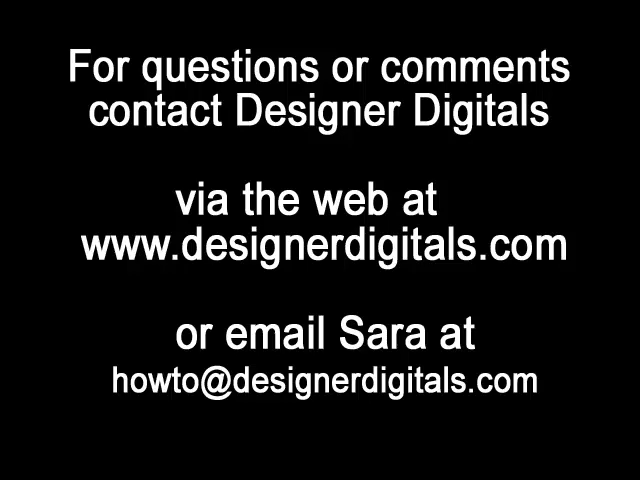 For questions or comments
contact Designer Digitals
via the web at
www.designerdigitals.com
or email Sara at
howto@designerdigitals.com